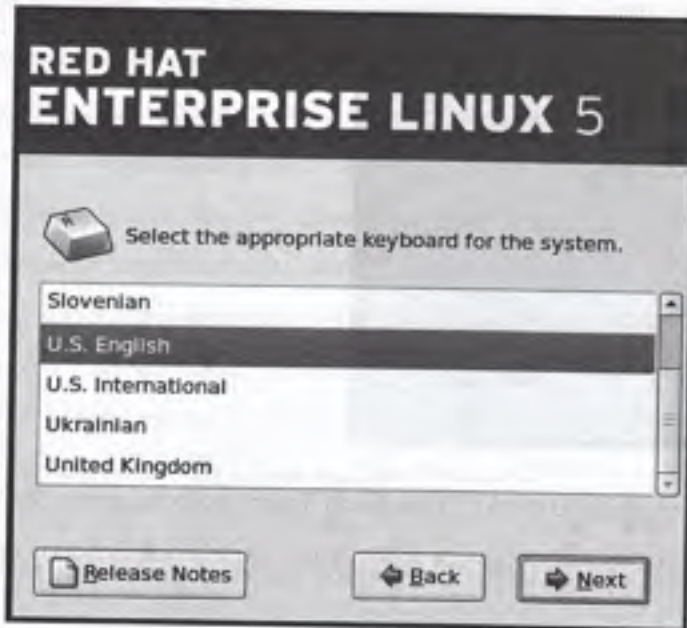 RED HAT
ENTERPRISE LINUX 5
Select the appropriate keyboard for the system.
Slovenian
U.S. English
U.S. International
Ukrainian
United Kingdom
Release Notes
Back
Next